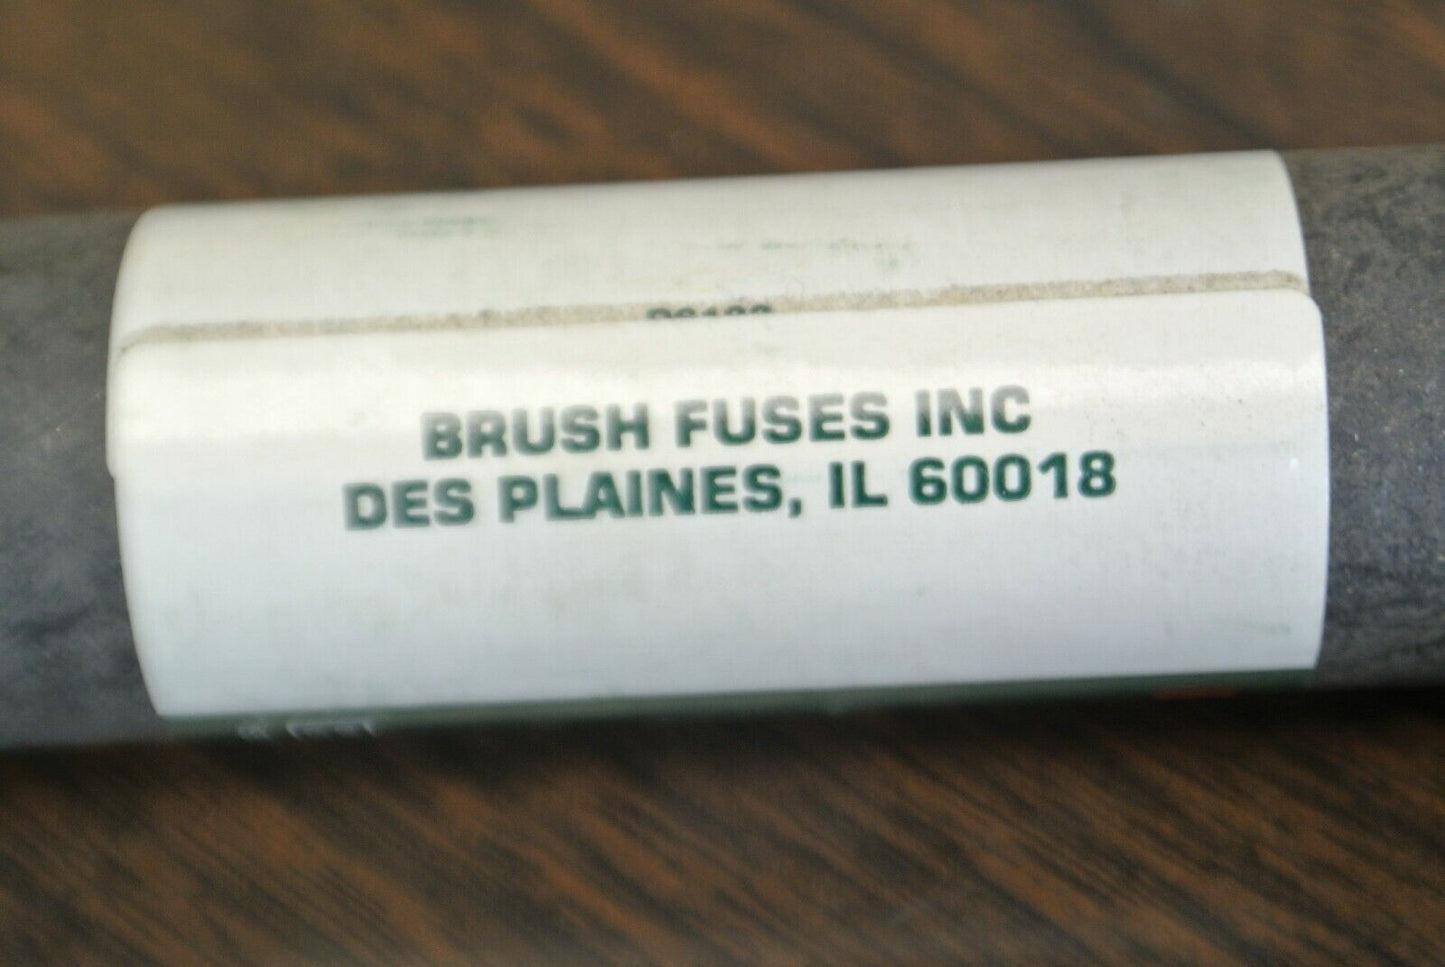 BRUSH FUSES INC
DES PLAINES, IL 60018